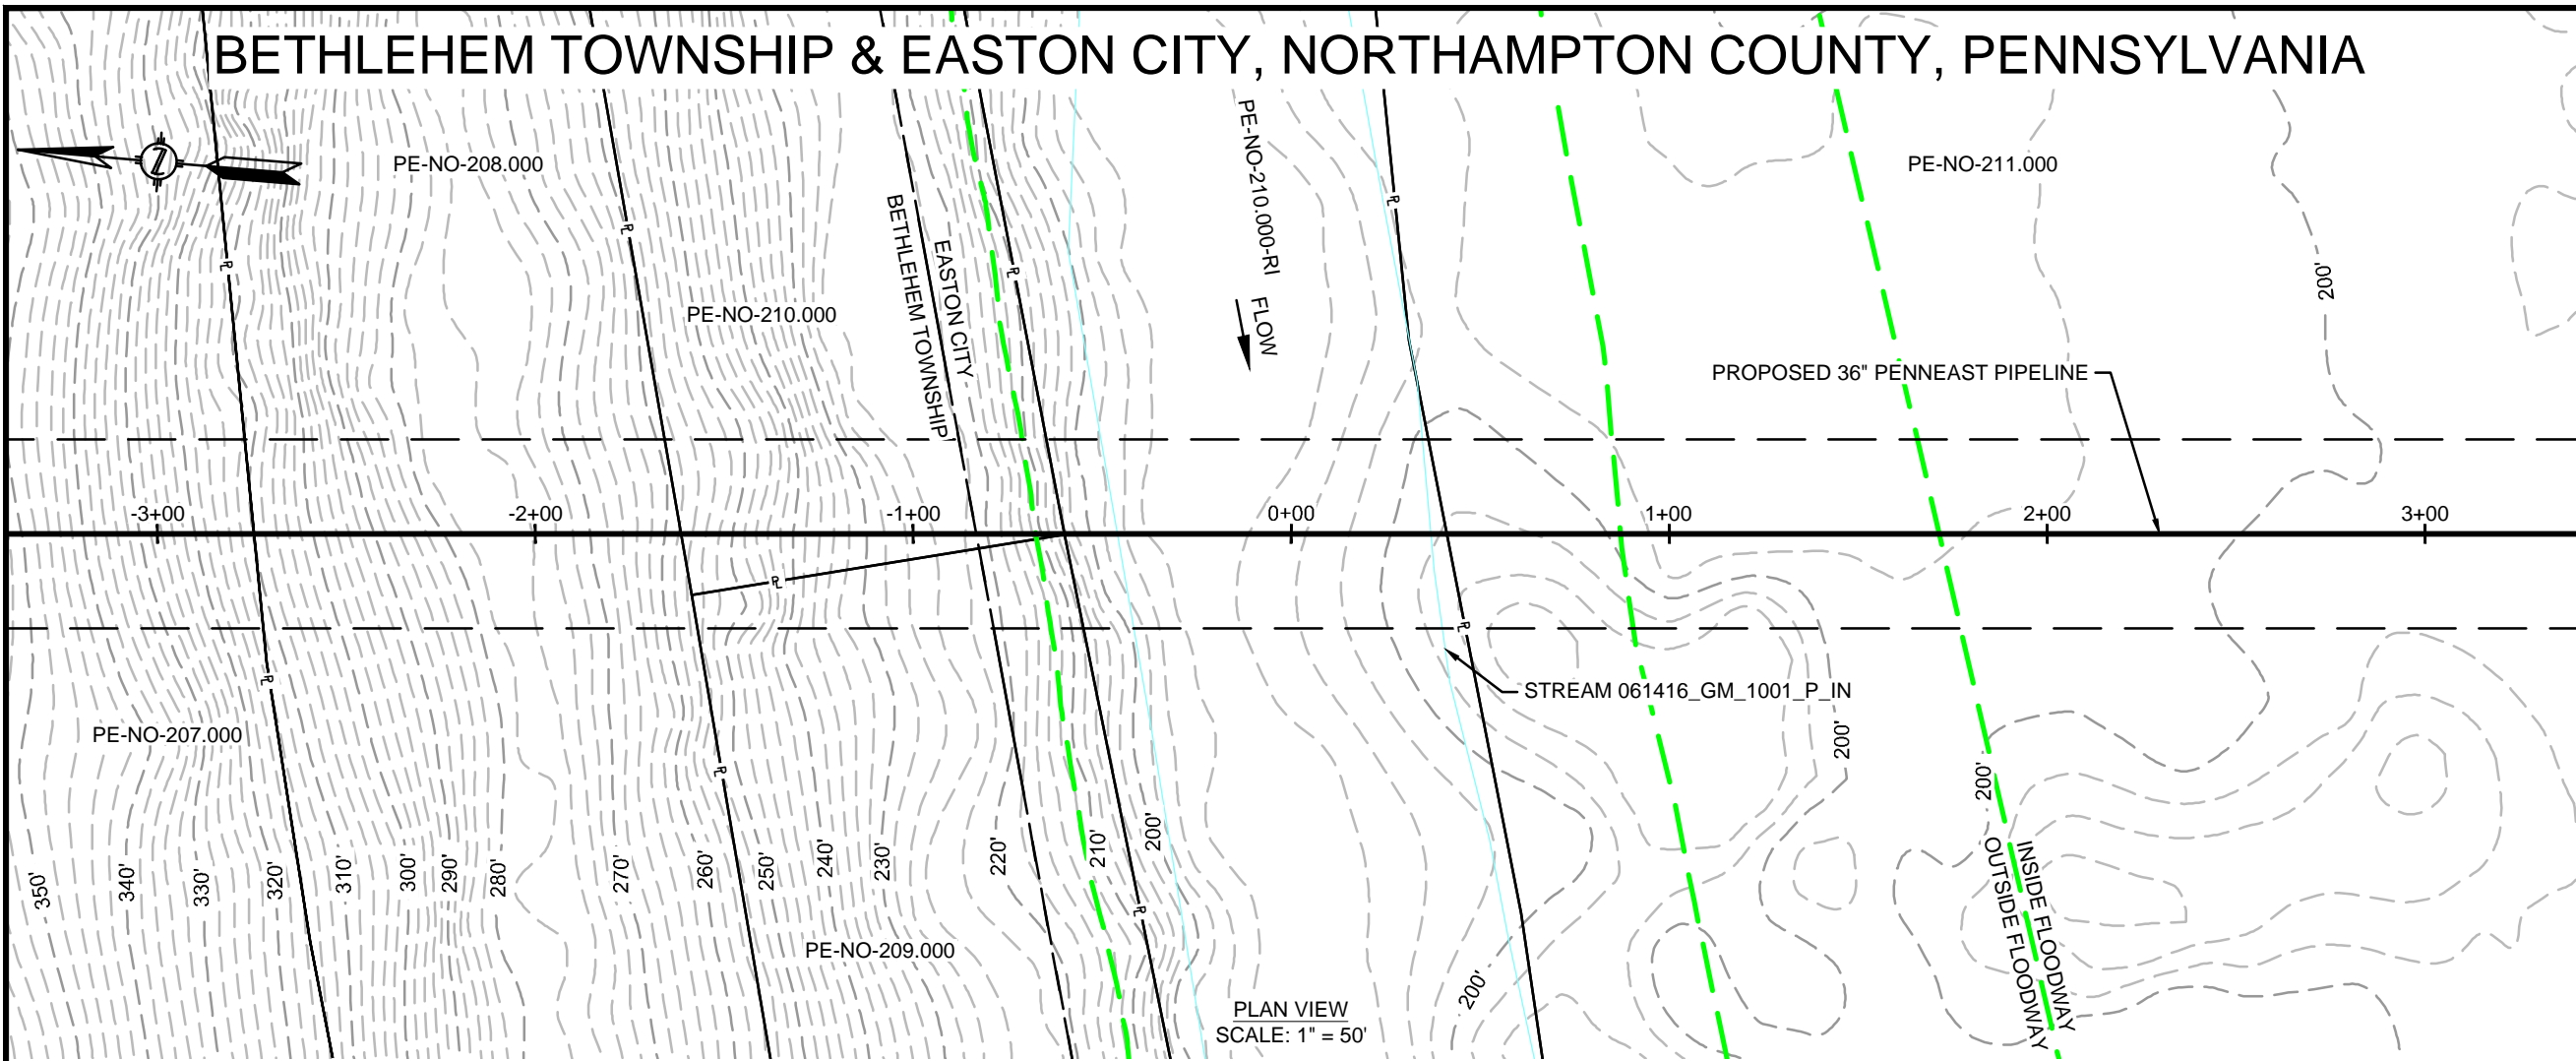 BETHLEHEM TOWNSHIP & EASTON CITY, NORTHAMPTON COUNTY, PENNSYLVANIA
Z
PE-NO-208.000
PE-NO-210.000-RI
PE-NO-211.000
PE-NO-210.000
EASTON CITY
BETHLEHEM TOWNSHIP
FLOW
200'
PROPOSED 36" PENNEAST PIPELINE
-3+00
-2+00
-1+00
0+00
1+00
2+00
3+00
STREAM 061416_GM_1001_P_IN
PE-NO-207.000
200'
200'
350'
340'
330'
320'
310'
300'
290'
280'
270'
260'
250'
240'
230'
220'
210'
200'
INSIDE FLOODWAY
OUTSIDE FLOODWAY
PE-NO-209.000
200'
PLAN VIEW
SCALE: 1" = 50'